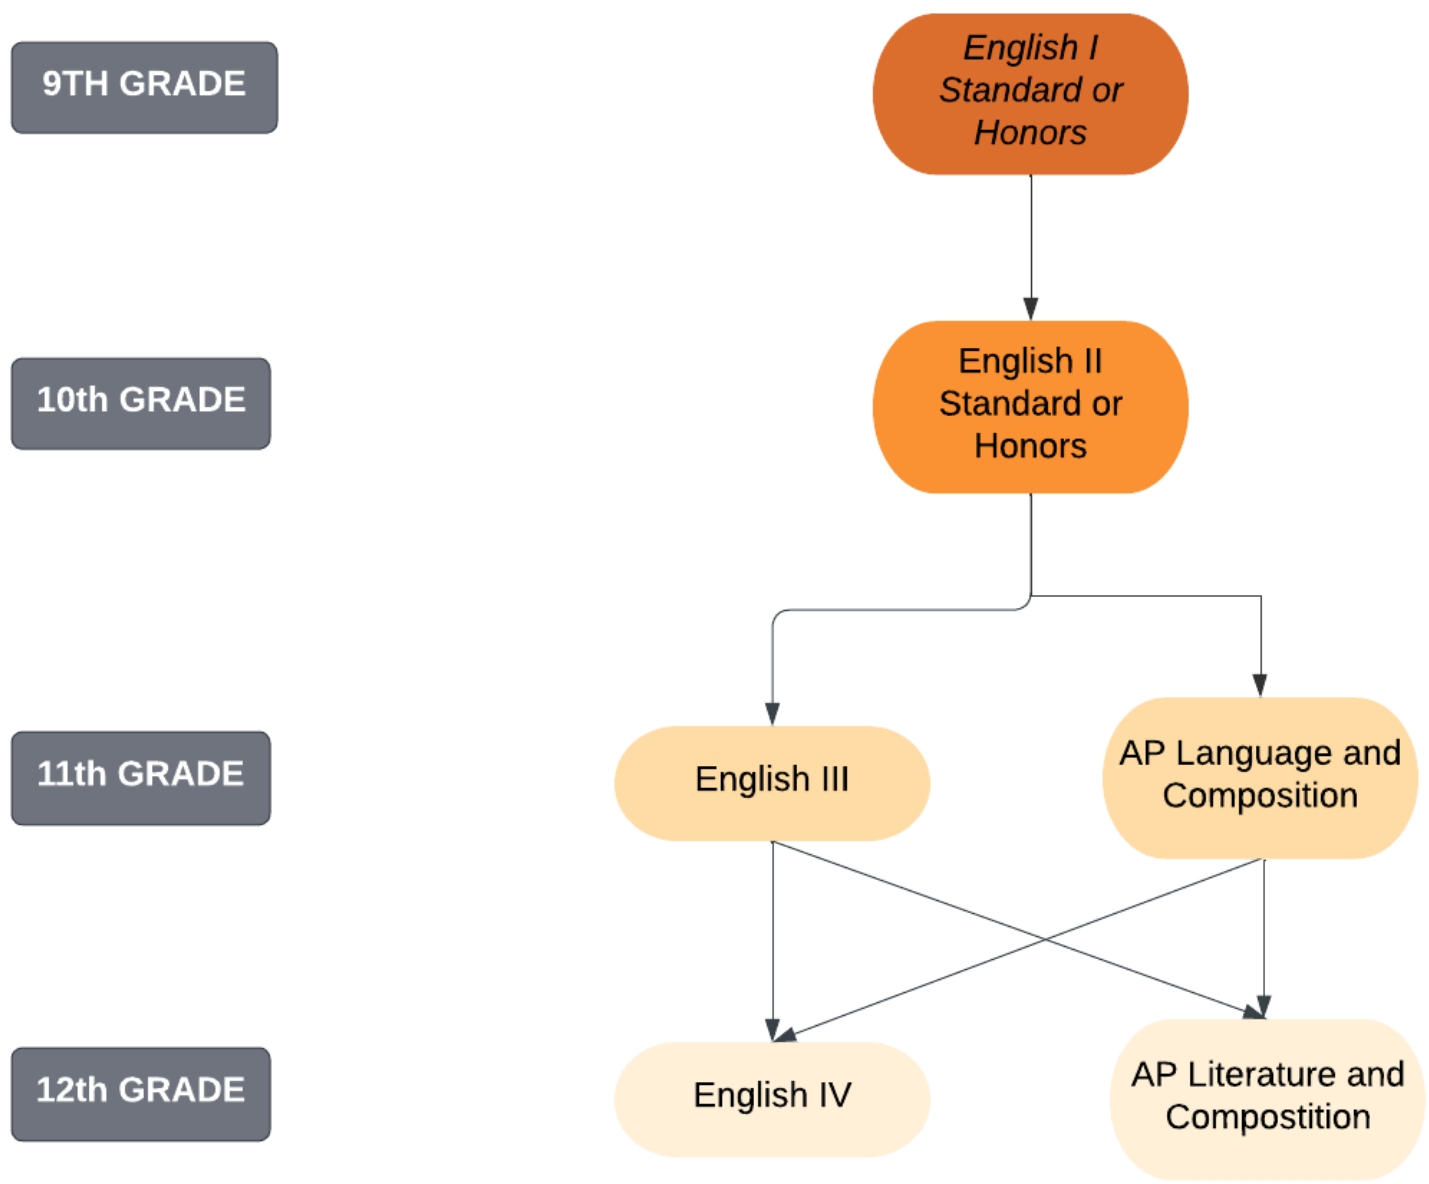 9TH GRADE
English I
Standard or
Honors
10th GRADE
English II
Standard or
Honors
11th GRADE
English III
AP Language and
Composition
12th GRADE
English IV
AP Literature and
Compostition